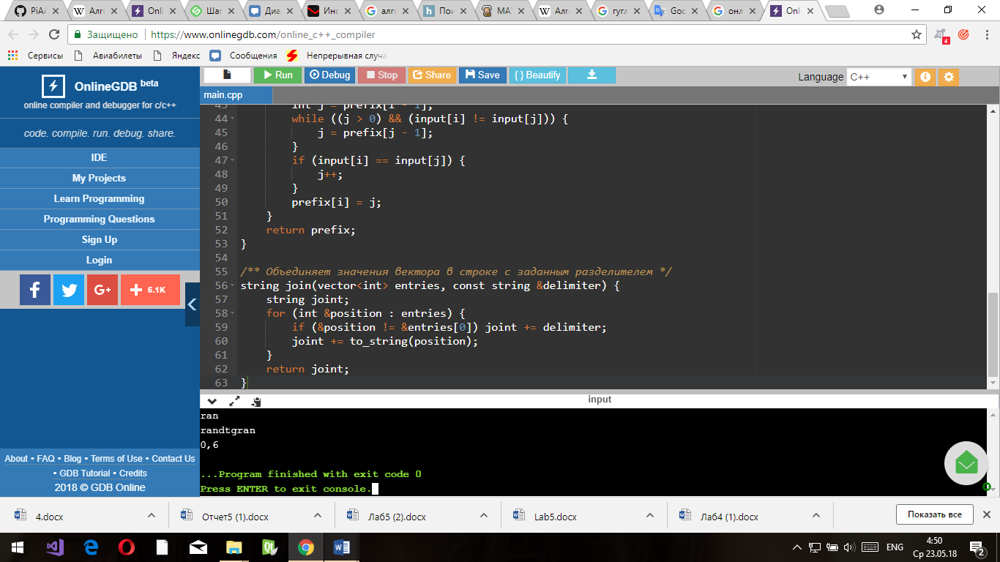 PiAA
Алго
Onli
Шаг
Диа
Инс
алго
Пои
MA
Алг
гугл
Goo
онл
Onl
Защищено
https://www.onlinegdb.com/online_c++_compiler
4
Сервисы
Авиабилеты
Яндекс
Сообщения
Непрерывная случа
OnlineGDB beta
online compiler and debugger for c/c++
code. compile. run. debug. share.
IDE
My Projects
Learn Programming
Programming Questions
Sign Up
Login
6.1K
About • FAQ • Blog • Terms of Use • Contact Us
• GDB Tutorial • Credits
2018 © GDB Online
Run
Debug
Stop
Share
Save
{ } Beautify
Language
C++
main.cpp
43 int j = prefix[i - 1];
44 while ((j > 0) && (input[i] != input[j])) {
45 j = prefix[j - 1];
46 }
47 if (input[i] == input[j]) {
48 j++;
49 }
50 prefix[i] = j;
51 }
52 return prefix;
53 }
54
55 /** Объединяет значения вектора в строке с заданным разделителем */
56 string join(vector<int> entries, const string &delimiter) {
57 string joint;
58 for (int &position : entries) {
59 if (&position != &entries[0]) joint += delimiter;
60 joint += to_string(position);
61 }
62 return joint;
63 }
input
ran
randtgran
0,6
...Program finished with exit code 0
Press ENTER to exit console.
4.docx
Отчет5 (1).docx
Лаб5 (2).docx
Lab5.docx
Лаб4 (1).docx
Показать все
ENG
4:50
Ср 23.05.18
2